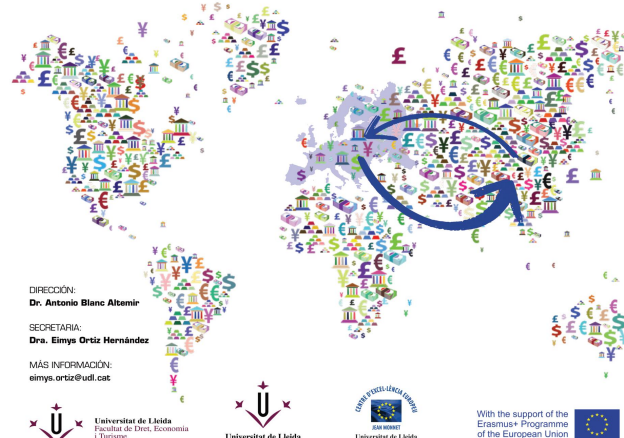 DIRECCIÓN:
Dr. Antonio Blanc Altemir
SECRETARIA:
Dra. Eimys Ortiz Hernández
MÁS INFORMACIÓN:
eimys.ortiz@udl.cat
Universitat de Lleida
Facultat de Dret, Economia
i Turisme
Universitat de Lleida
CENTRE D'EXCEL·LÈNCIA EUROPEU
JEAN MONNET
Universitat de Lleida
With the support of the
Erasmus+ Programme
of the European Union